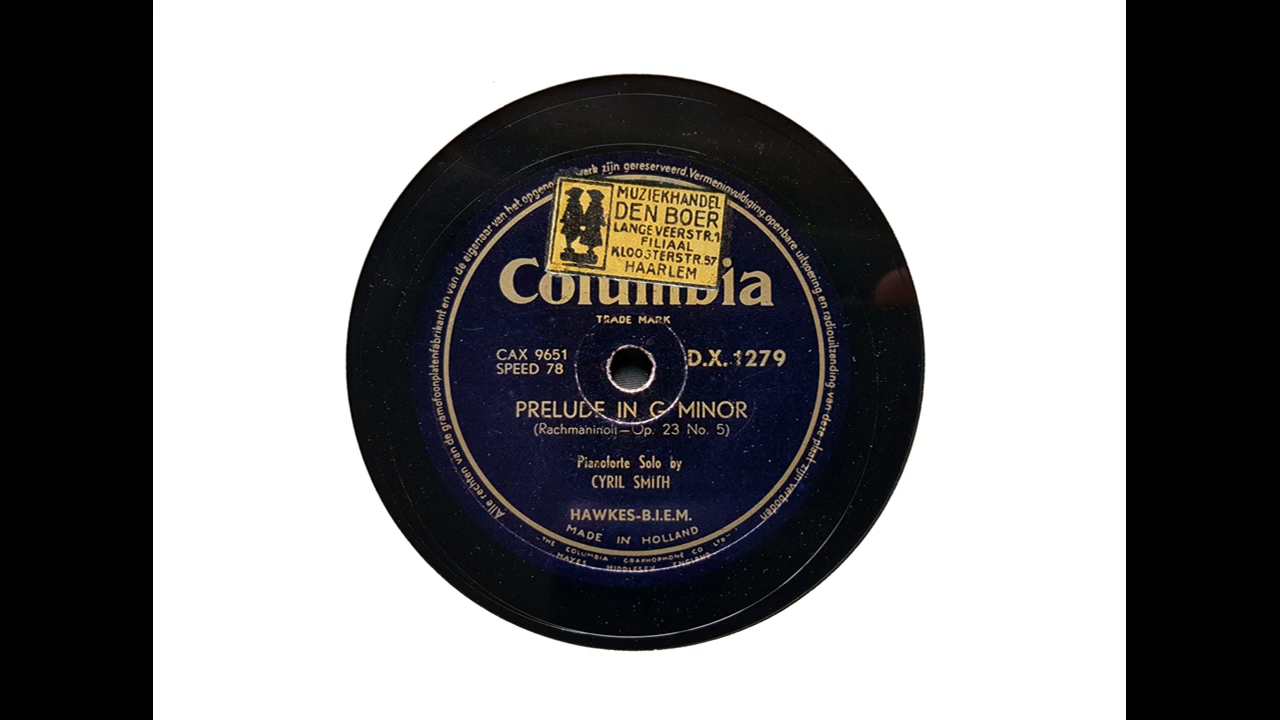 Alle rechten van de gramofoonplatenfabrikant en van de eigenaar van het opgeno werk zijn gereserveerd. Vermenigvuldiging, openbare uitvoering en radiouitzending van deze plaat zijn verboden
MUZIEKHANDEL
DEN BOER
LANGE VEERSTR. 1
FILIAAL
KLOOSTERSTR. 57
HAARLEM
Columbia
TRADE MARK
CAX 9651
SPEED 78
D.X. 1279
PRELUDE IN G MINOR
(Rachmaninoff—Op. 23 No. 5)
Pianoforte Solo by
CYRIL SMITH
HAWKES-B.I.E.M.
MADE IN HOLLAND
THE COLUMBIA GRAPHOPHONE CO. LTD.
HAYES MIDDLESEX ENGLAND